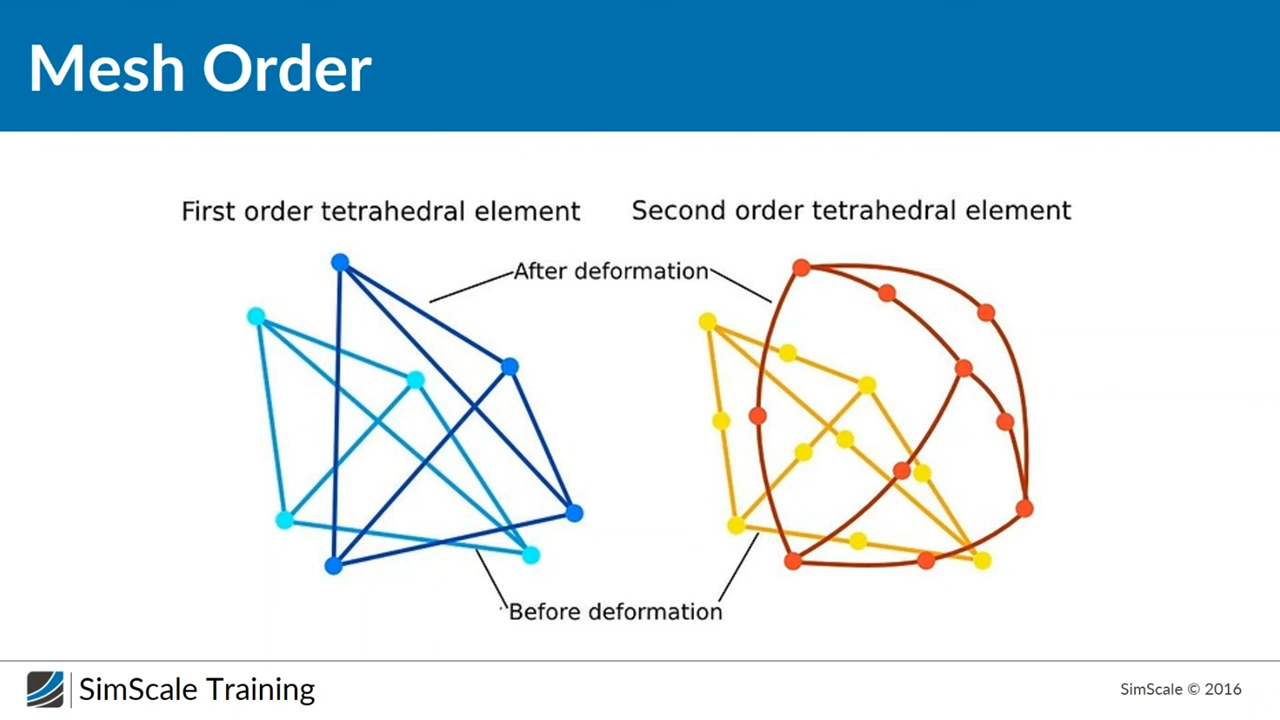 Mesh Order
First order tetrahedral element
Second order tetrahedral element
After deformation
Before deformation
SimScale Training
SimScale © 2016